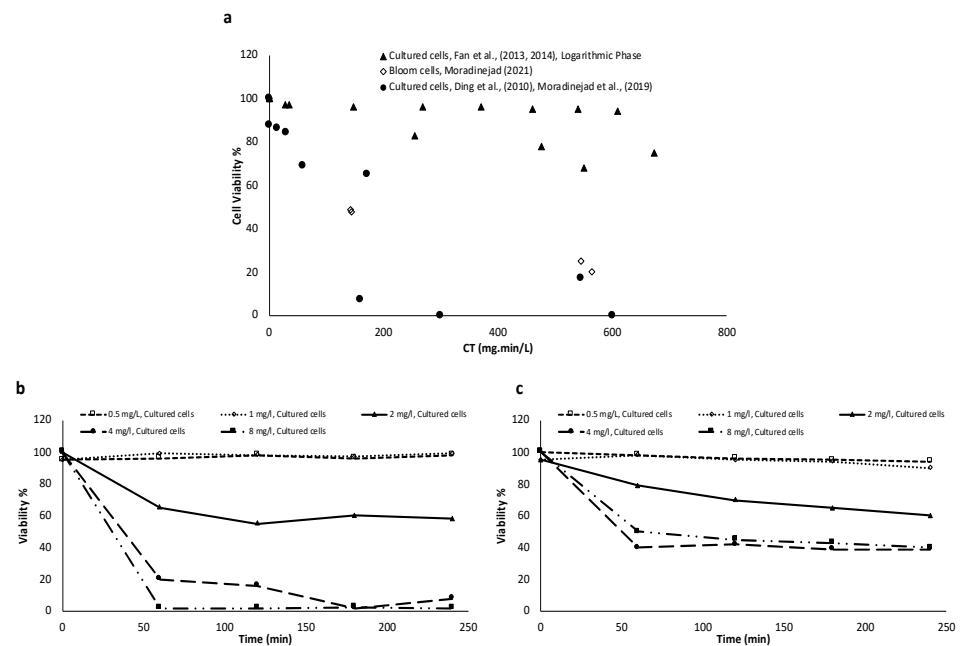 a
Cultured cells, Fan et al., (2013, 2014), Logarithmic Phase
Bloom cells, Moradinejad (2021)
Cultured cells, Ding et al., (2010), Moradinejad et al., (2019)
120
100
80
60
40
20
0
Cell Viability %
0 200 400 600 800
CT (mg.min/L)
b
0.5 mg/L, Cultured cells 1 mg/l, Cultured cells 2 mg/l, Cultured cells
4 mg/l, Cultured cells 8 mg/l, Cultured cells
120
100
80
60
40
20
0
Viability %
0 50 100 150 200 250
Time (min)
c
0.5 mg/L, Cultured cells 1 mg/l, Cultured cells 2 mg/l, Cultured cells
4 mg/l, Cultured cells 8 mg/l, Cultured cells
120
100
80
60
40
20
0
Viability %
0 50 100 150 200 250
Time (min)